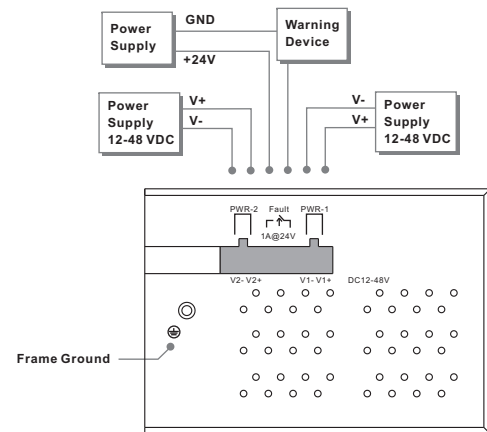 Power
Supply
GND
+24V
Warning
Device
Power
Supply
12-48 VDC
V+
V-
V-
V+
Power
Supply
12-48 VDC
PWR-2 Fault PWR-1
1A@24V
V2- V2+ V1- V1+ DC12-48V
Frame Ground